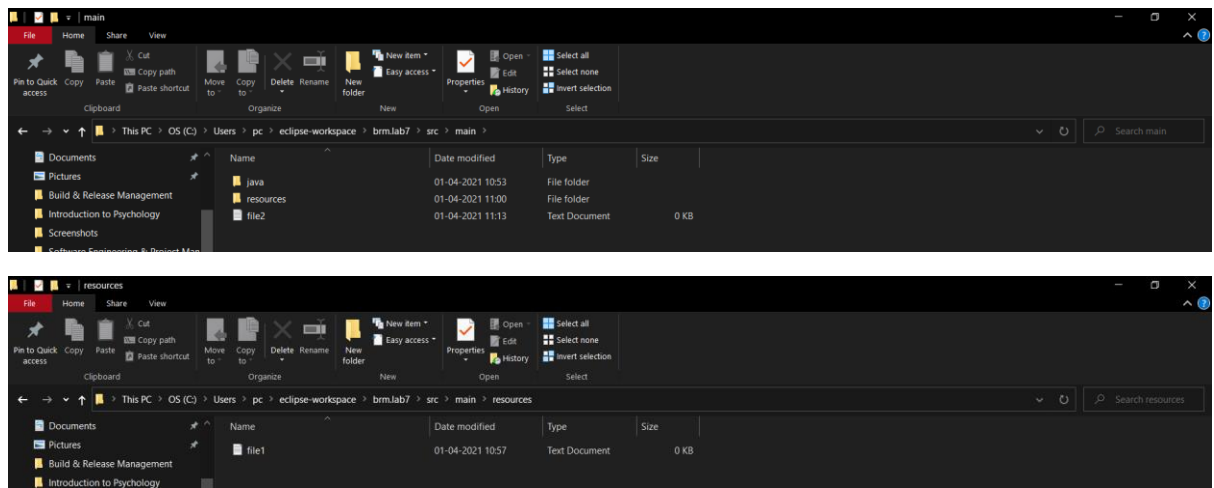 main
File Home Share View
Pin to Quick access Copy Paste Cut Copy path Paste shortcut Move to Copy to Delete Rename New folder New item Easy access Properties Open Edit History Select all Select none Invert selection
Clipboard Organize New Open Select
This PC > OS (C:) > Users > pc > eclipse-workspace > brm.lab7 > src > main > Search main
Documents Name Date modified Type Size
Pictures java 01-04-2021 10:53 File folder
Build & Release Management resources 01-04-2021 11:00 File folder
Introduction to Psychology file2 01-04-2021 11:13 Text Document 0 KB
Screenshots
Software Engineering & Project Man
resources
File Home Share View
Pin to Quick access Copy Paste Cut Copy path Paste shortcut Move to Copy to Delete Rename New folder New item Easy access Properties Open Edit History Select all Select none Invert selection
Clipboard Organize New Open Select
This PC > OS (C:) > Users > pc > eclipse-workspace > brm.lab7 > src > main > resources Search resources
Documents Name Date modified Type Size
Pictures file1 01-04-2021 10:57 Text Document 0 KB
Build & Release Management
Introduction to Psychology